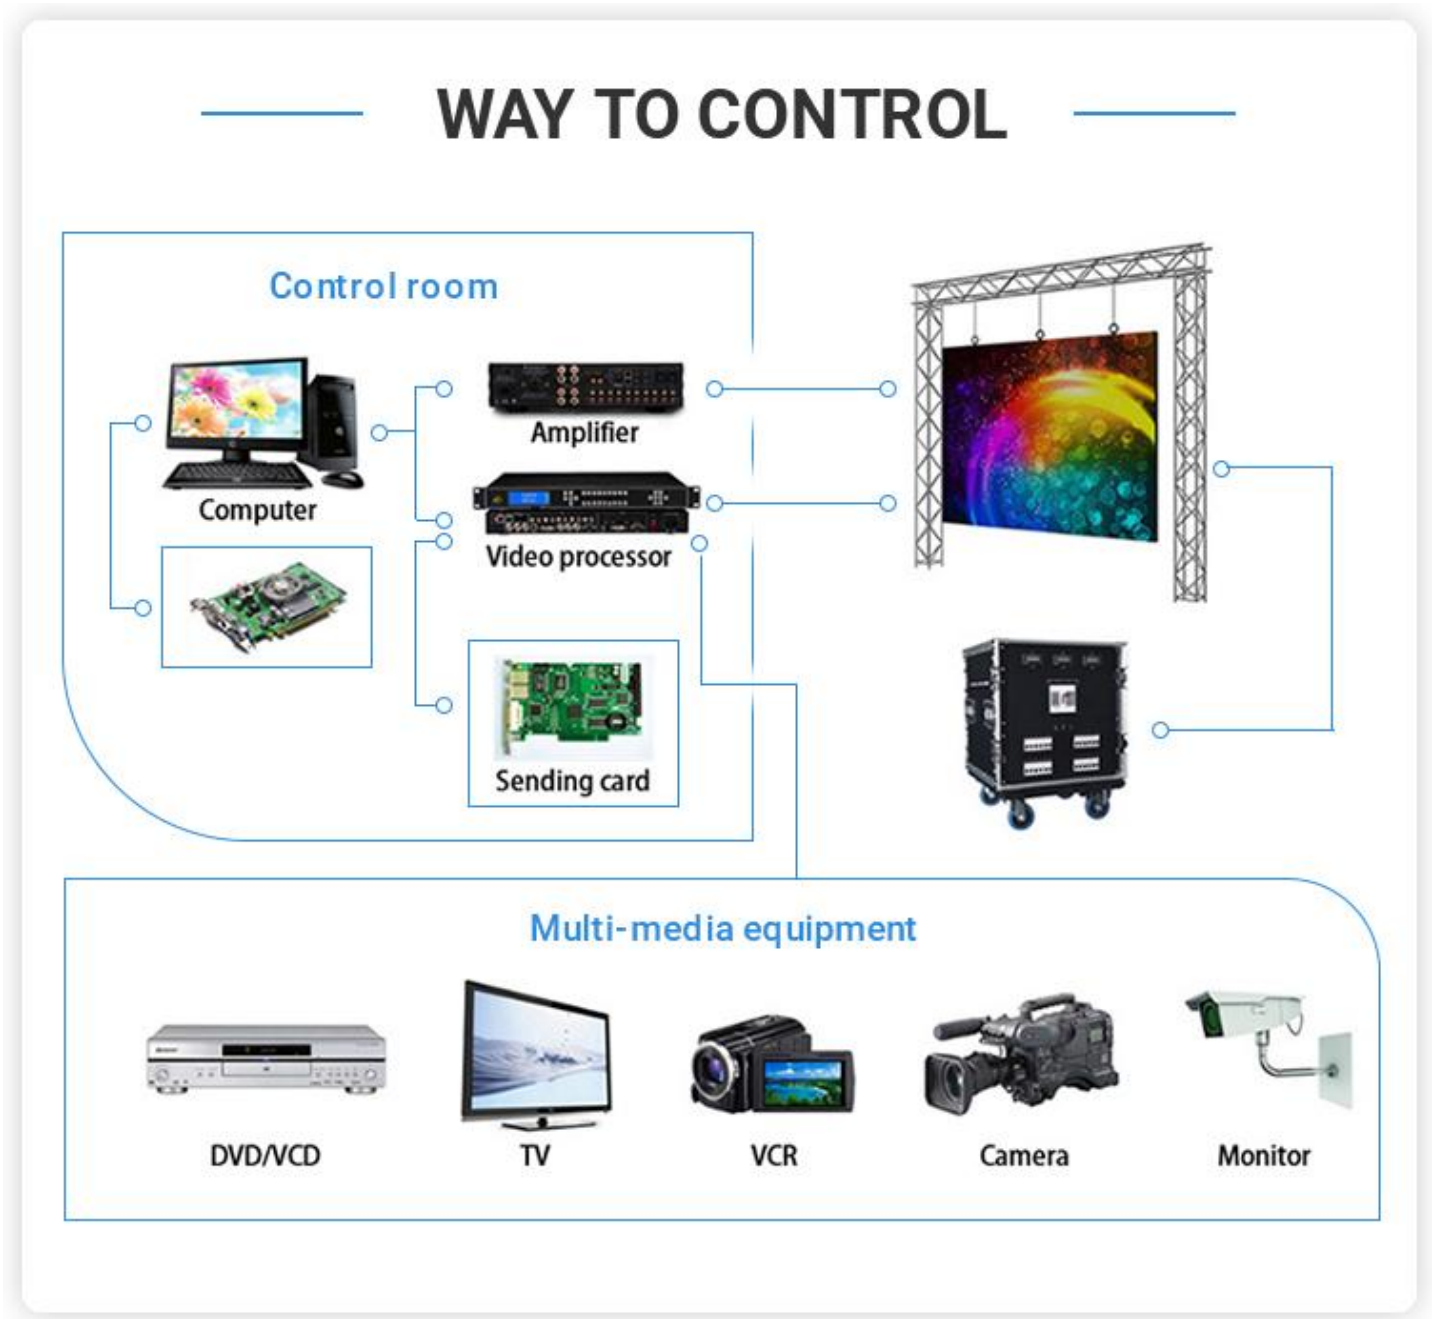 WAY TO CONTROL
Control room
Computer
Amplifier
Video processor
Sending card
Multi-media equipment
DVD/VCD
TV
VCR
Camera
Monitor